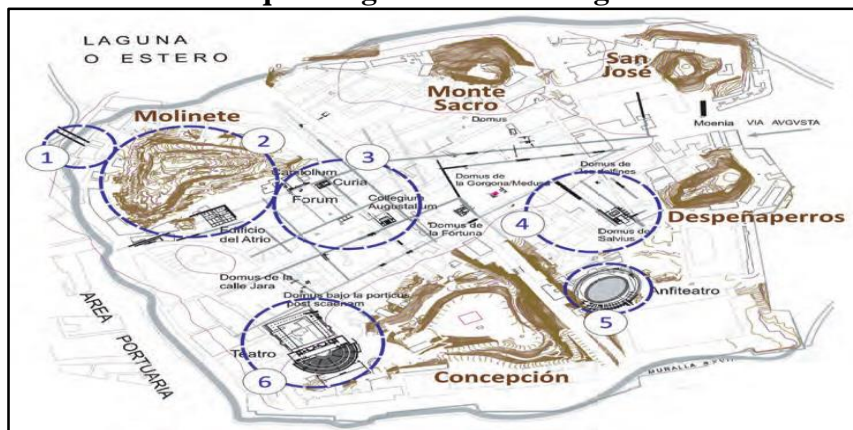 LAGUNA
O ESTERO
Monte
Sacro
San
José
Molinete
Moenia
VIA AVGVSTA
Domus
1
2
3
Capitolium
Curia
Forum
Collegium
Augustalium
Domus de
la Gorgona/Medusa
Domus de
los delfines
Despeñaperros
Edificio
del Atrio
Domus de
la Fortuna
4
Domus de
Salvius
Domus de la
calle Jara
Domus bajo la porticus
post scaenam
Anfiteatro
AREA
PORTUARIA
5
Teatro
6
Concepción
MURALLA